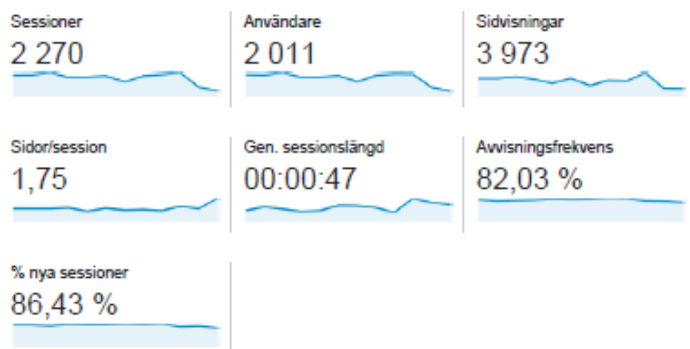 Sessioner
2 270
Användare
2 011
Sidvisningar
3 973
Sidor/session
1,75
Gen. sessionslängd
00:00:47
Avvisningsfrekvens
82,03 %
% nya sessioner
86,43 %